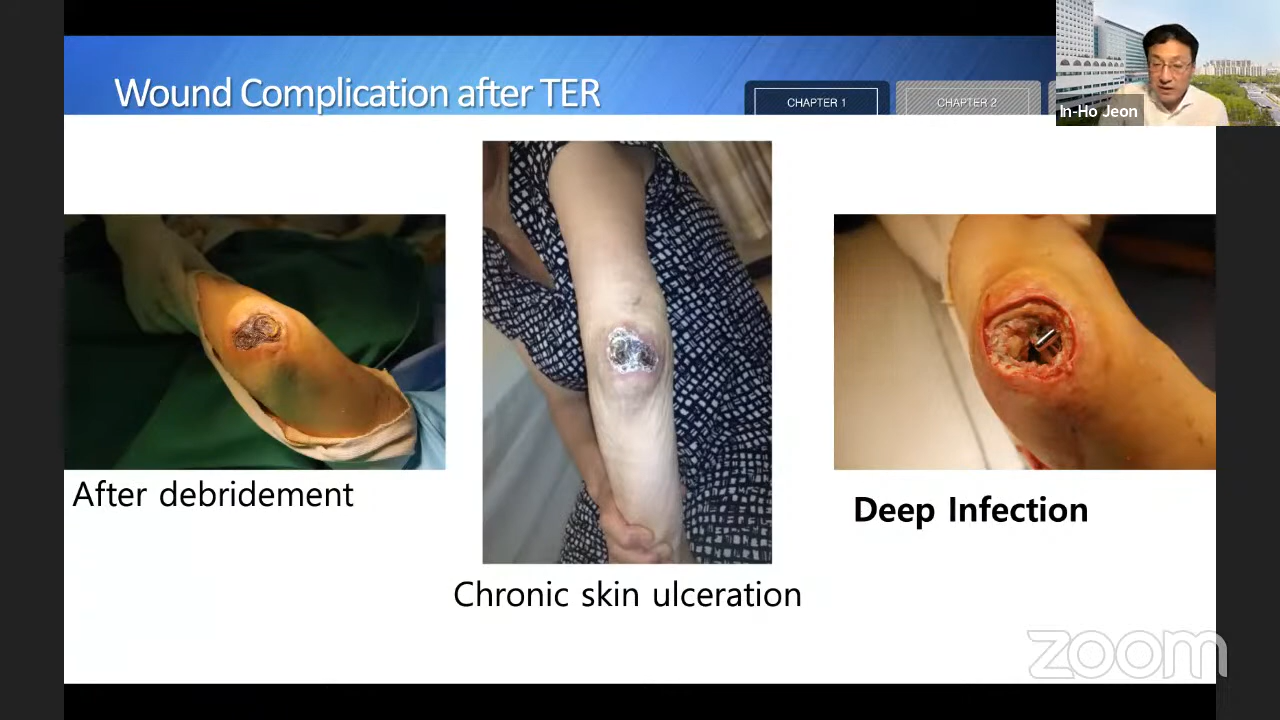 Wound Complication after TER
CHAPTER 1
CHAPTER 2
In-Ho Jeon
After debridement
Chronic skin ulceration
Deep Infection
zoom